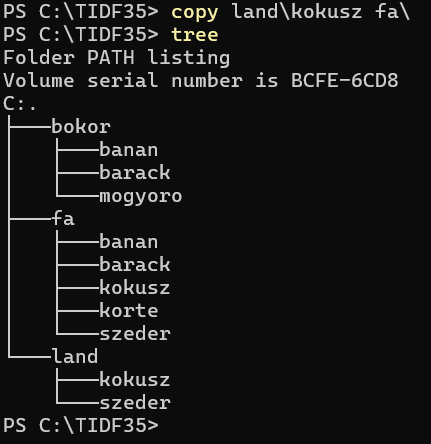 PS C:\TIDF35> copy land\kokusz fa\
PS C:\TIDF35> tree
Folder PATH listing
Volume serial number is BCFE-6CD8
C:.
├───bokor
│   ├───banan
│   ├───barack
│   └───mogyoro
├───fa
│   ├───banan
│   ├───barack
│   ├───kokusz
│   ├───korte
│   └───szeder
└───land
    ├───kokusz
    └───szeder
PS C:\TIDF35>